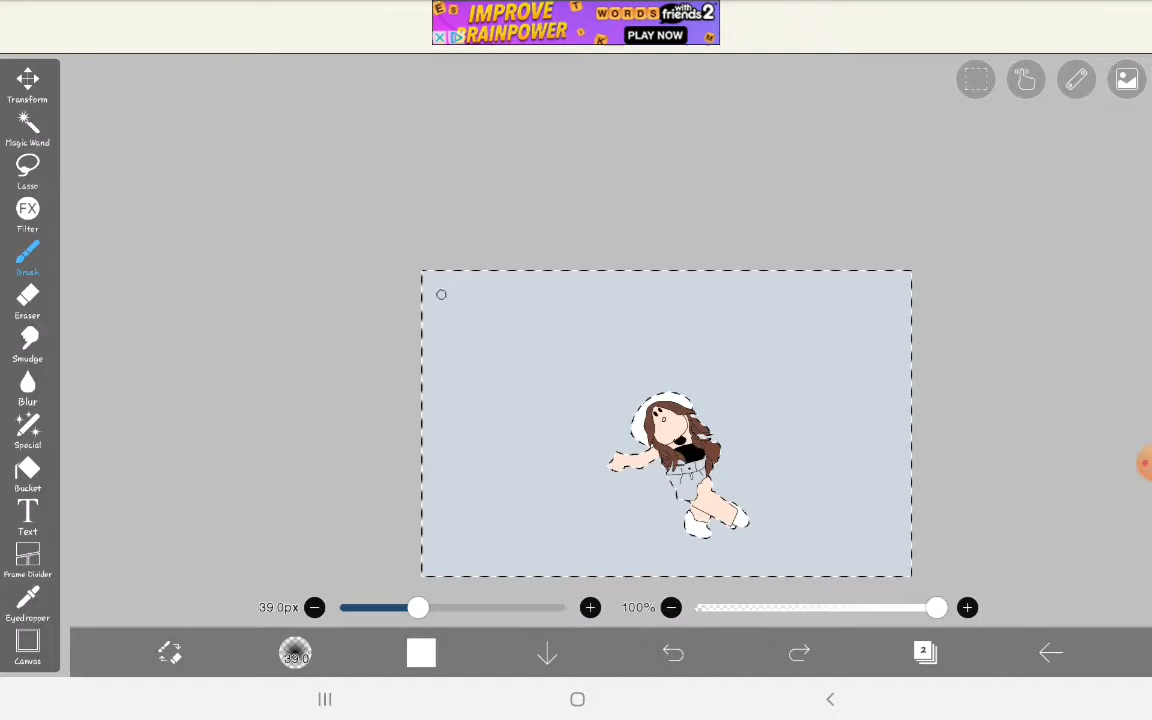 IMPROVE
BRAINPOWER
WORDS with friends 2
PLAY NOW
Transform
Magic Wand
Lasso
FX
Filter
Brush
Eraser
Smudge
Blur
Special
Bucket
T
Text
Frame Divider
Eyedropper
Canvas
39.0px
100%
39.0
2